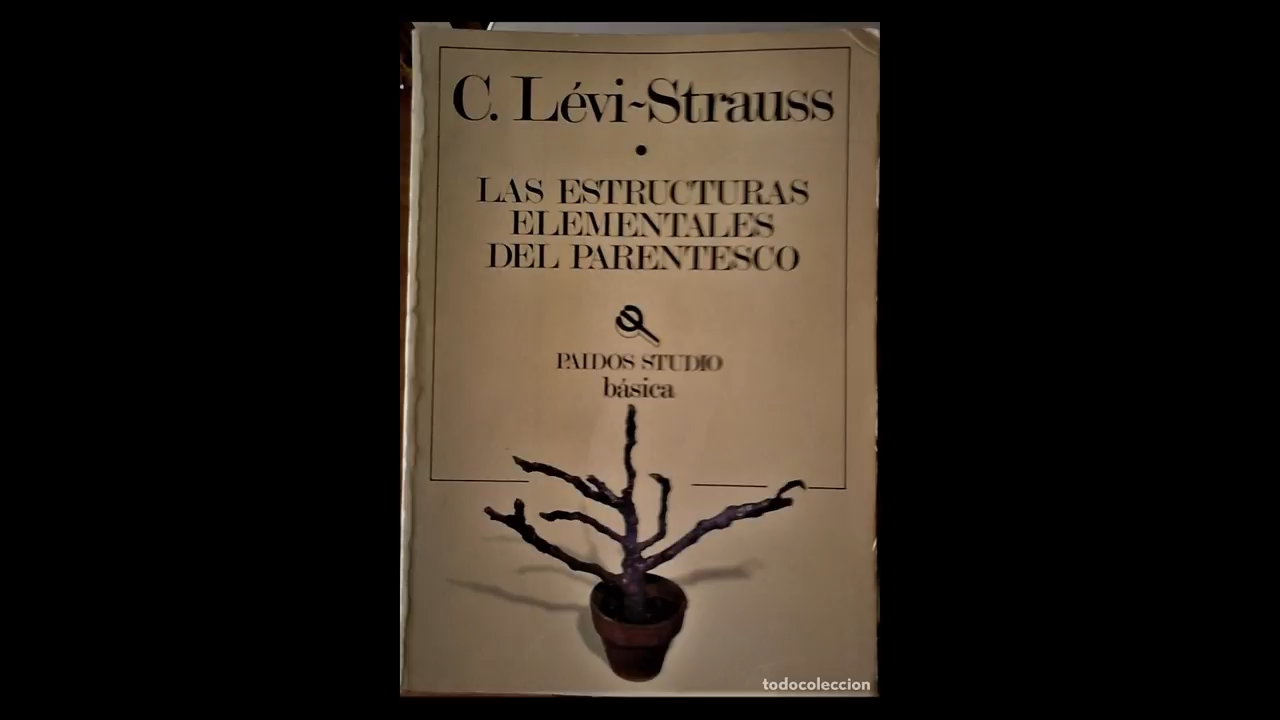 C. Lévi-Strauss
LAS ESTRUCTURAS
ELEMENTALES
DEL PARENTESCO
PAIDOS STUDIO
básica
todocoleccion